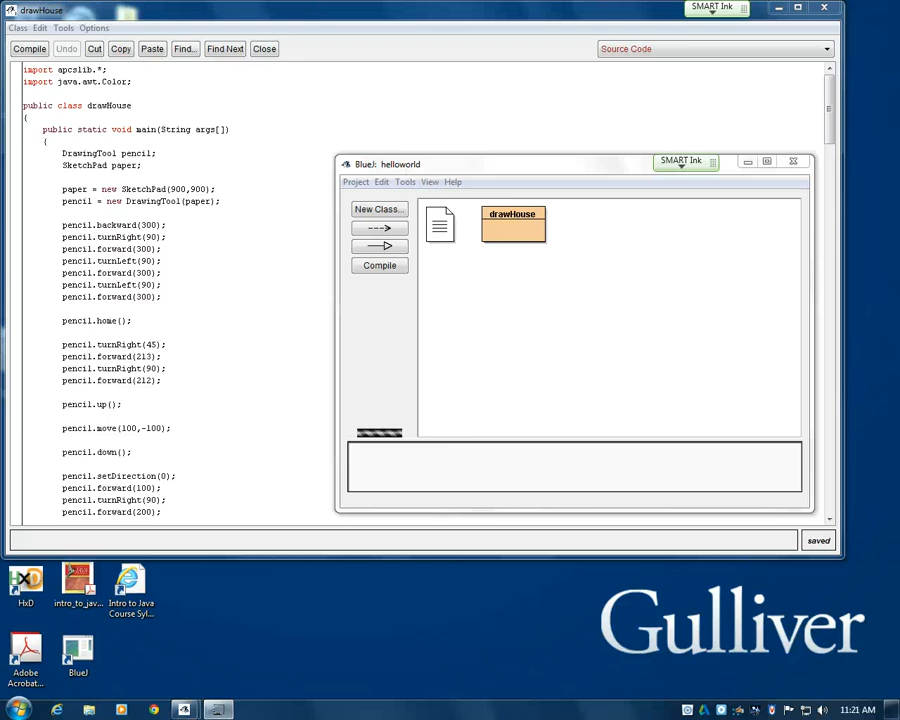 drawHouse
SMART Ink
Class Edit Tools Options
Compile Undo Cut Copy Paste Find... Find Next Close
Source Code
import apcslib.*;
import java.awt.Color;
public class drawHouse
{
public static void main(String args[])
{
DrawingTool pencil;
SketchPad paper;
paper = new SketchPad(900,900);
pencil = new DrawingTool(paper);
pencil.backward(300);
pencil.turnRight(90);
pencil.forward(300);
pencil.turnLeft(90);
pencil.forward(300);
pencil.turnLeft(90);
pencil.forward(300);
pencil.home();
pencil.turnRight(45);
pencil.forward(213);
pencil.turnRight(90);
pencil.forward(212);
pencil.up();
pencil.move(100,-100);
pencil.down();
pencil.setDirection(0);
pencil.forward(100);
pencil.turnRight(90);
pencil.forward(200);
saved
BlueJ: helloworld
SMART Ink
Project Edit Tools View Help
New Class...
Compile
drawHouse
HxD
intro_to_jav...
Intro to Java
Course Syl...
Adobe
Acrobat...
BlueJ
Gulliver
11:21 AM